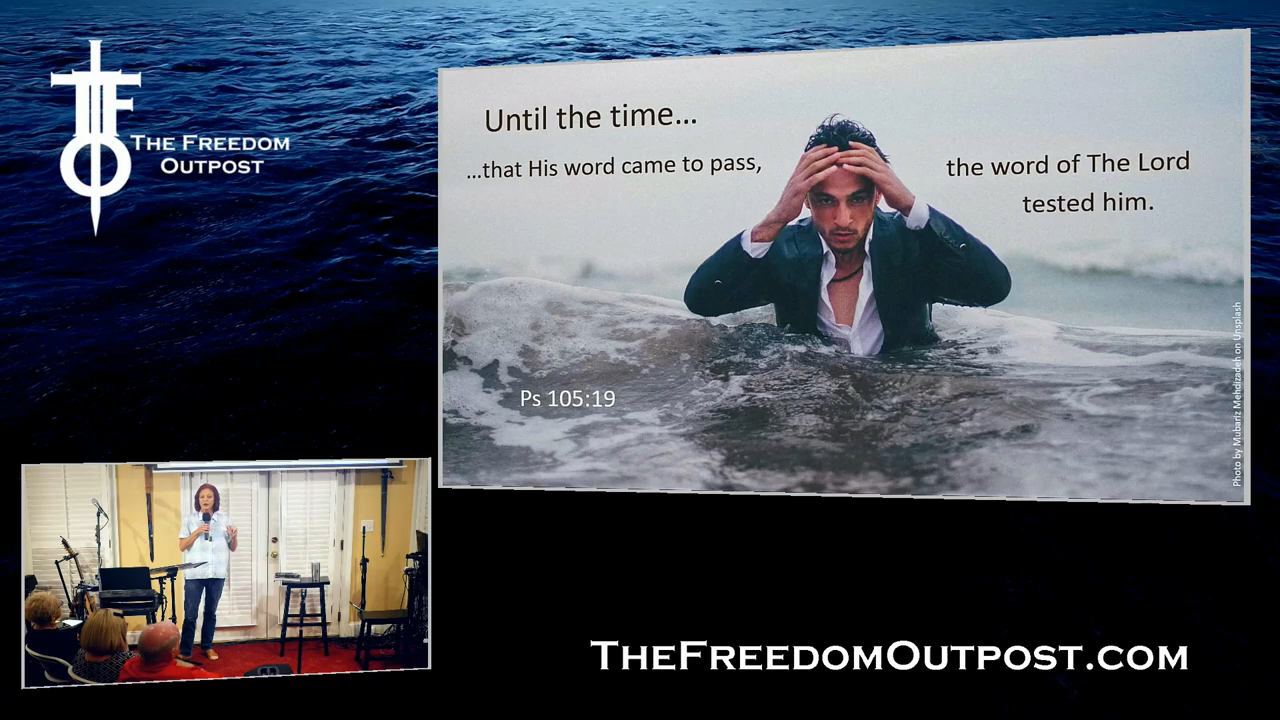 THE FREEDOM
OUTPOST
Until the time...
...that His word came to pass,
the word of The Lord
tested him.
Ps 105:19
Photo by Mubariz Mehdizadeh on Unsplash
THEFREEDOMOUTPOST.COM